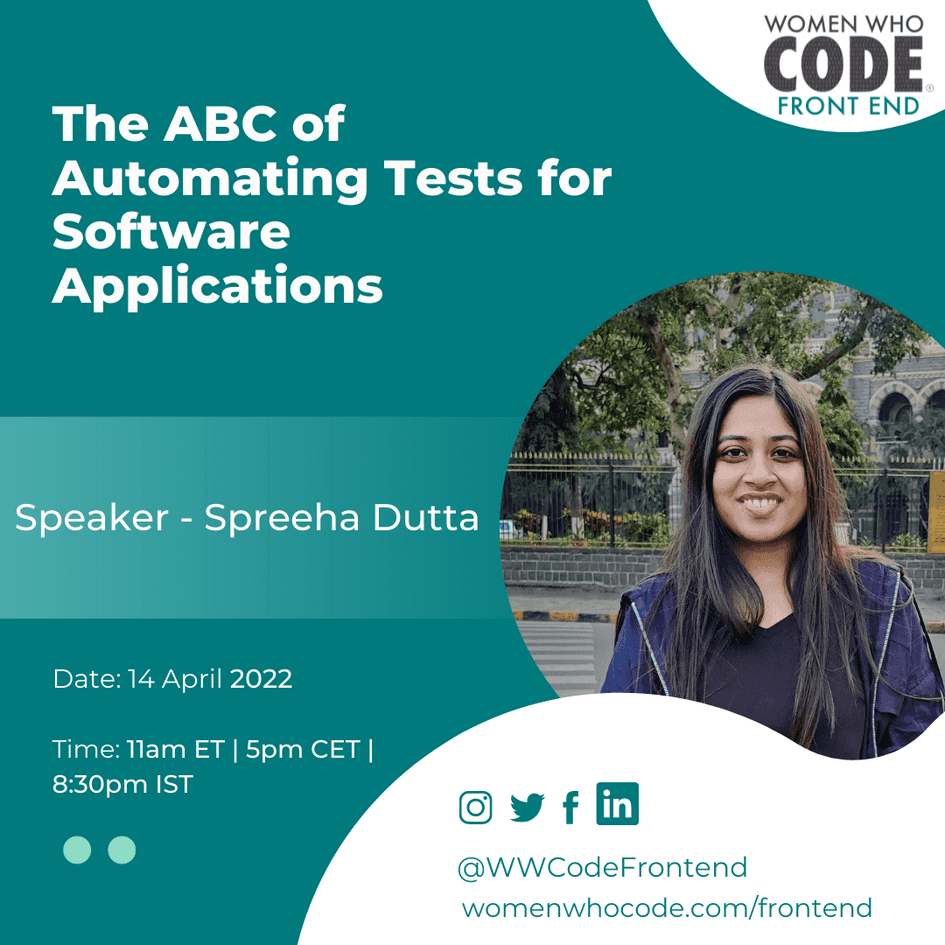 WOMEN WHO
CODE®
FRONT END
The ABC of
Automating Tests for
Software
Applications
Speaker - Spreeha Dutta
Date: 14 April 2022
Time: 11am ET | 5pm CET |
8:30pm IST
in
@WWCodeFrontend
womenwhocode.com/frontend